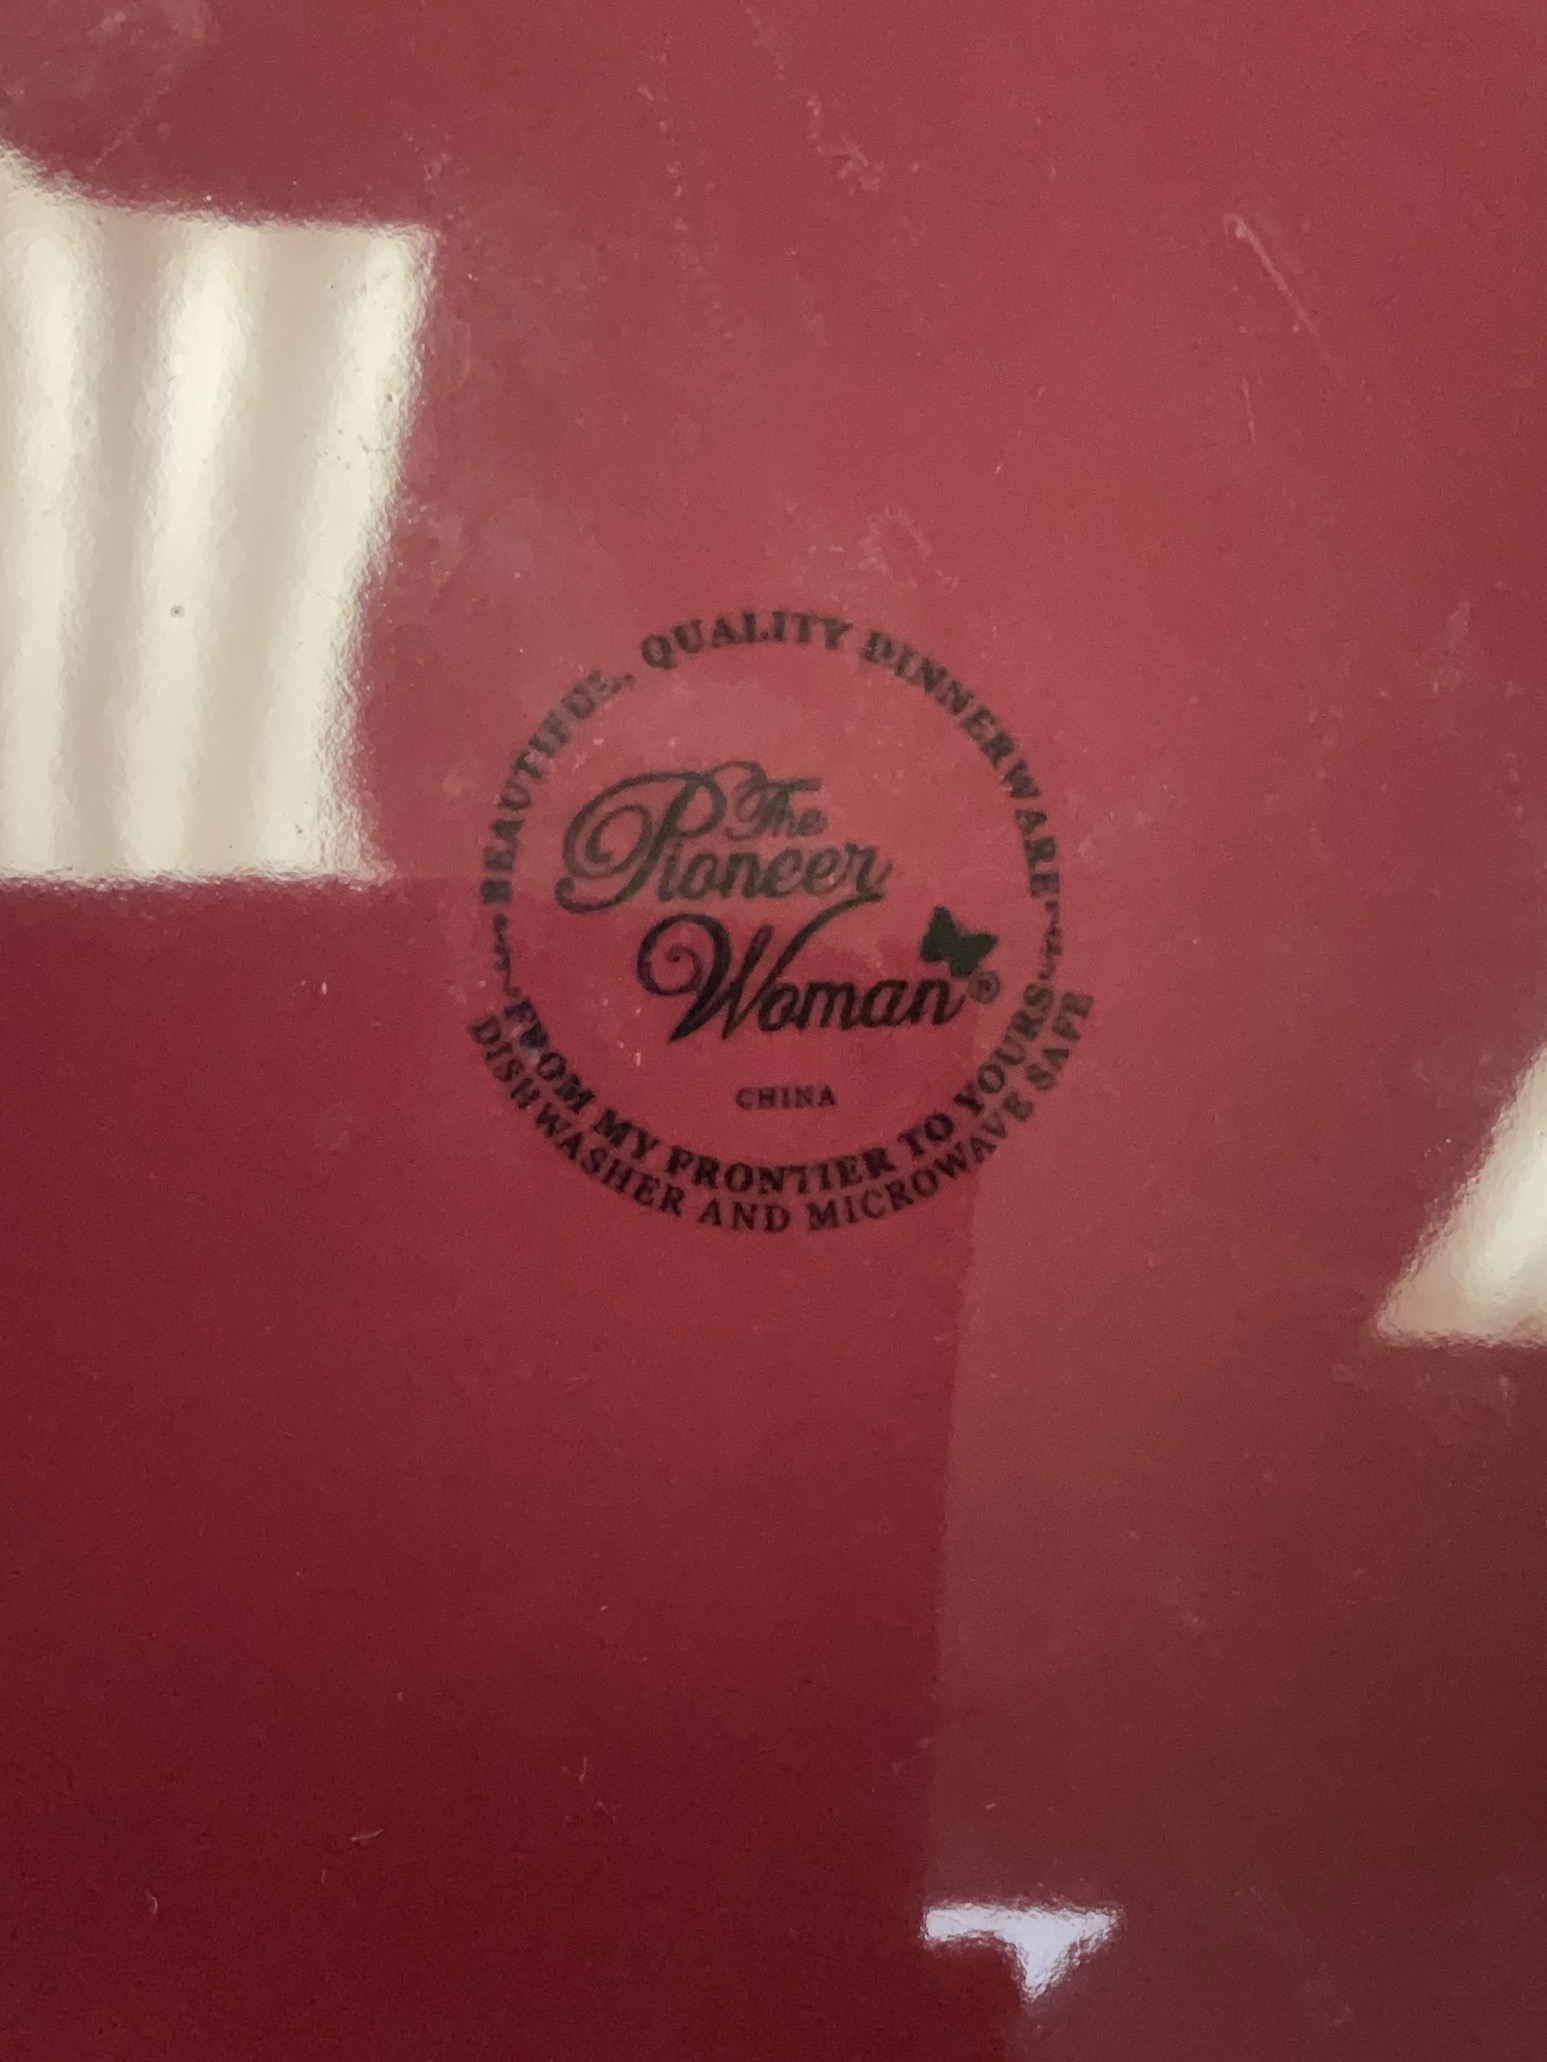 BEAUTIFUL, QUALITY DINNERWARE
The
Pioneer
Woman®
CHINA
FROM MY FRONTIER TO YOURS
DISHWASHER AND MICROWAVE SAFE